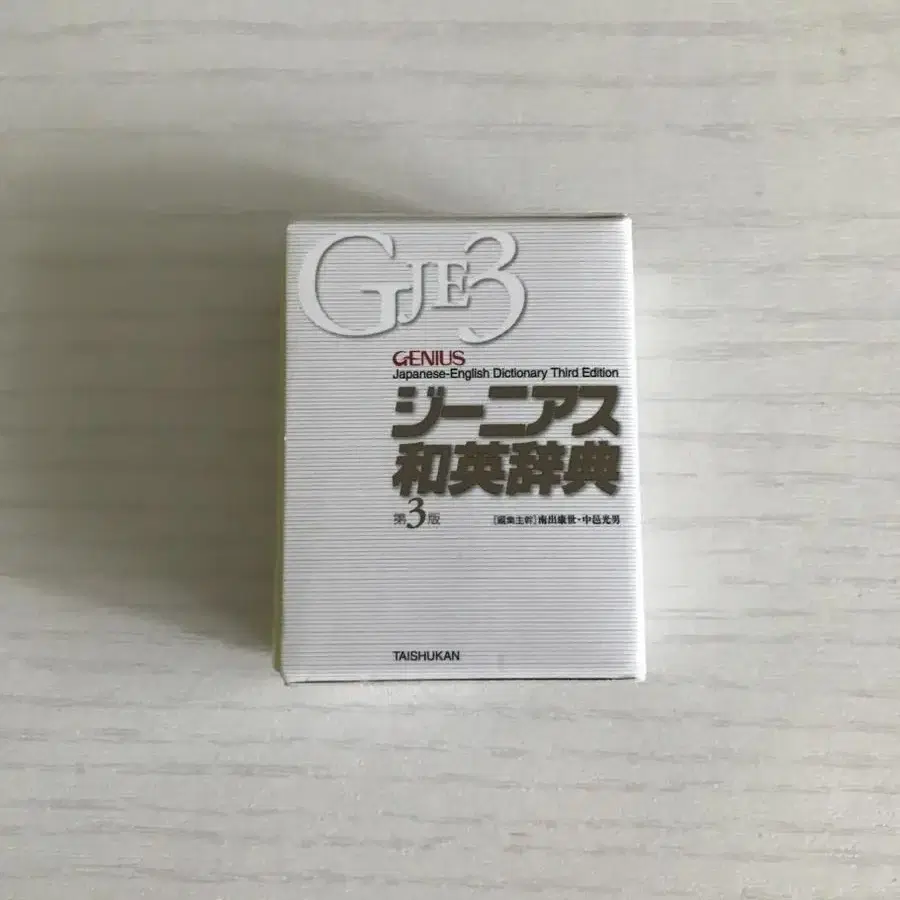 GJE3
GENIUS
Japanese-English Dictionary Third Edition
ジーニアス
和英辞典
第3版 [編集主幹]南出康世・中邑光男
TAISHUKAN